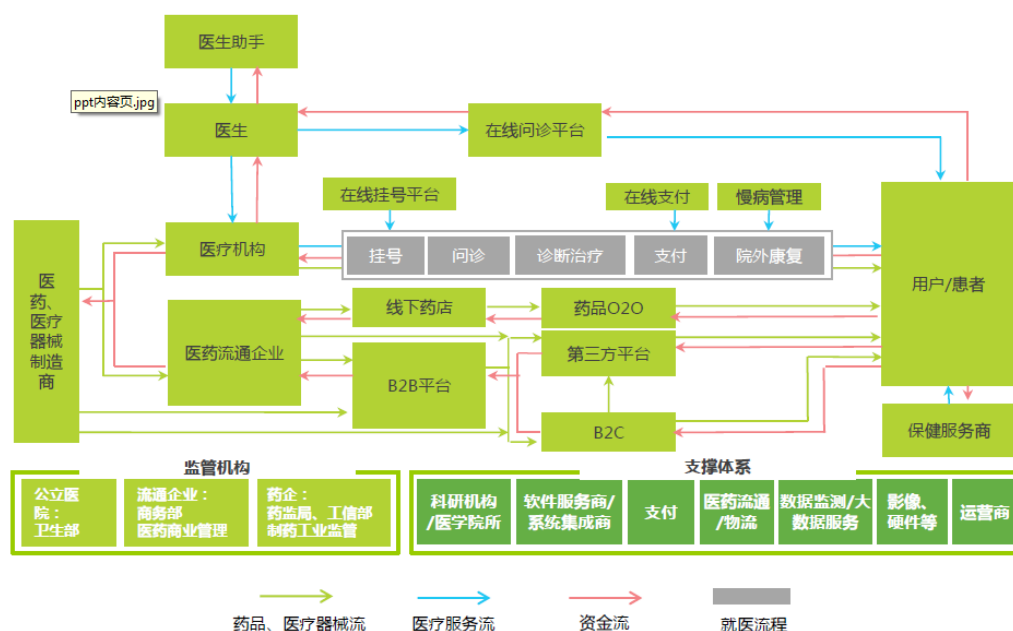 医生助手
ppt内容页.jpg
医生
在线问诊平台
在线挂号平台
在线支付
慢病管理
医疗机构
挂号
问诊
诊断治疗
支付
院外康复
用户/患者
医
药、
医疗
器械
制造
商
线下药店
药品O2O
医药流通企业
第三方平台
B2B平台
B2C
保健服务商
监管机构
支撑体系
公立医
院：
卫生部
流通企业：
商务部
医药商业管理
药企：
药监局、工信部
制药工业监管
科研机构
/医学院所
软件服务商/
系统集成商
支付
医药流通
/物流
数据监测/大
数据服务
影像、
硬件等
运营商
药品、医疗器械流
医疗服务流
资金流
就医流程